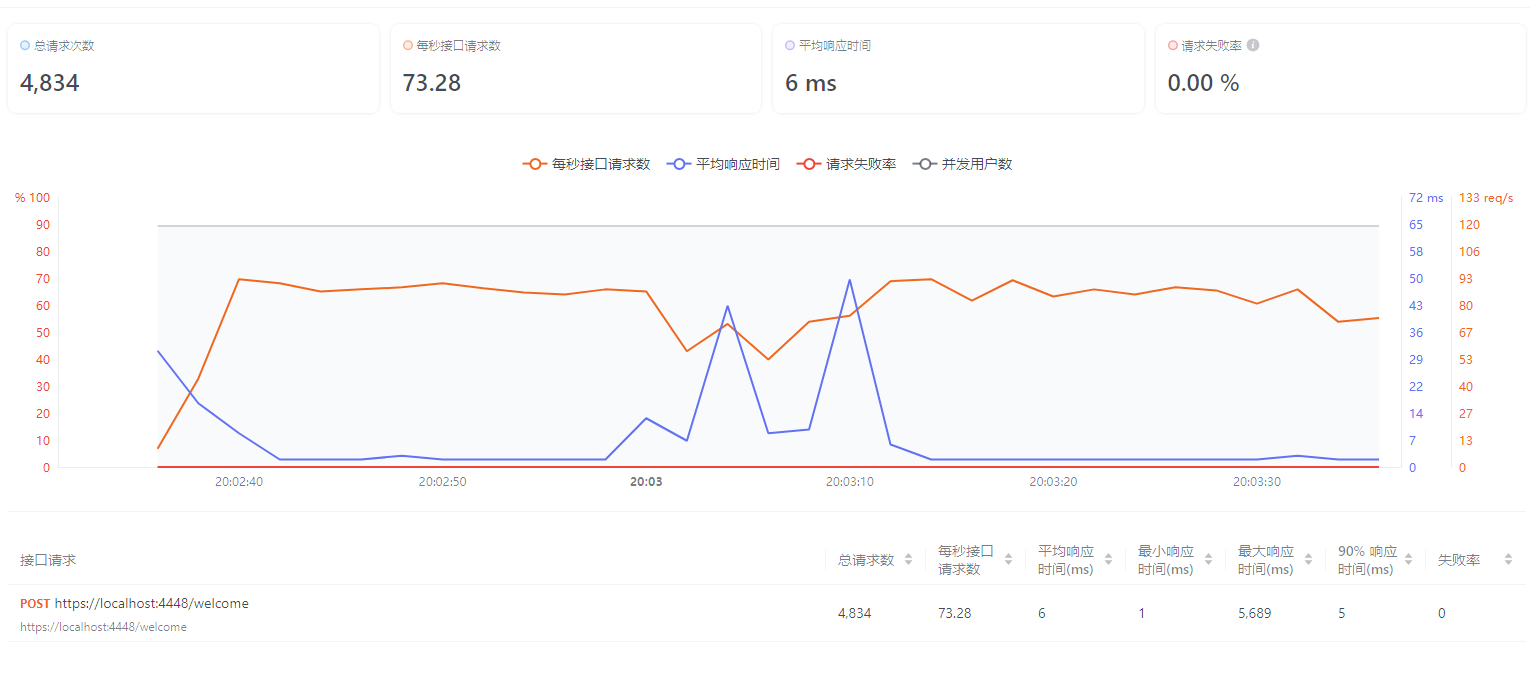 总请求次数
4,834
每秒接口请求数
73.28
平均响应时间
6 ms
请求失败率
0.00 %
每秒接口请求数 平均响应时间 请求失败率 并发用户数
% 100 72 ms 133 req/s
90 65 120
80 58 106
70 50 93
60 43 80
50 36 67
40 29 53
30 22 40
20 14 27
10 7 13
0 0 0
20:02:40 20:02:50 20:03 20:03:10 20:03:20 20:03:30
接口请求
总请求数
每秒接口
请求数
平均响应
时间(ms)
最小响应
时间(ms)
最大响应
时间(ms)
90% 响应
时间(ms)
失败率
POST https://localhost:4448/welcome
https://localhost:4448/welcome
4,834 73.28 6 1 5,689 5 0